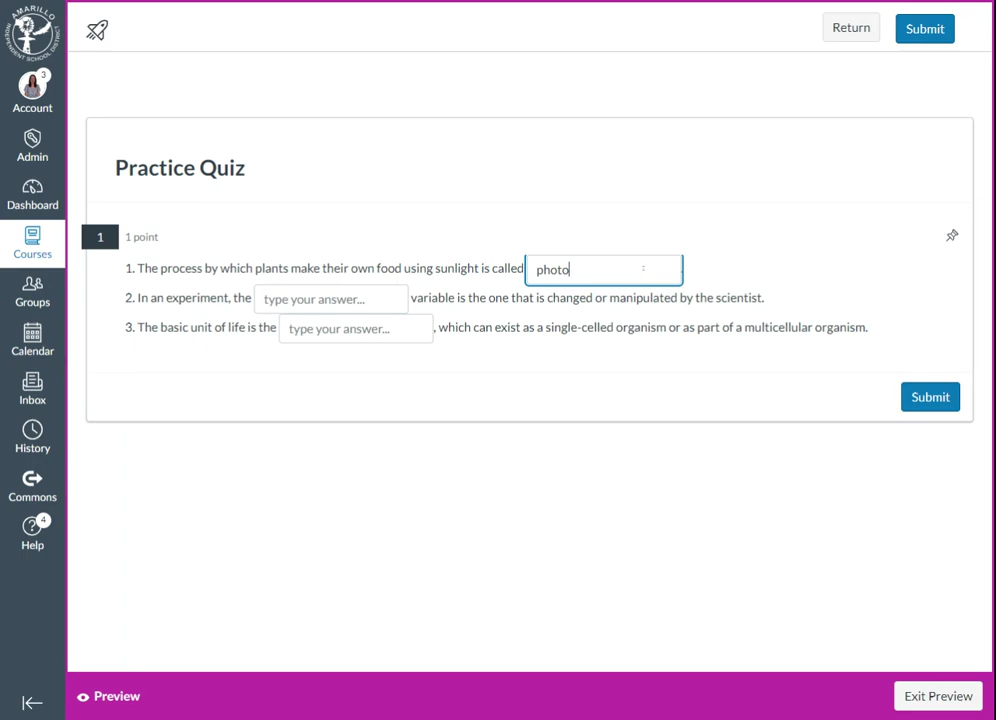 AMARILLO
INDEPENDENT SCHOOL DISTRICT
3
Account
Admin
Dashboard
Courses
Groups
Calendar
Inbox
History
Commons
4
Help
Return
Submit
Practice Quiz
1
1 point
1. The process by which plants make their own food using sunlight is called photo.
2. In an experiment, the type your answer... variable is the one that is changed or manipulated by the scientist.
3. The basic unit of life is the type your answer... , which can exist as a single-celled organism or as part of a multicellular organism.
Submit
Preview
Exit Preview